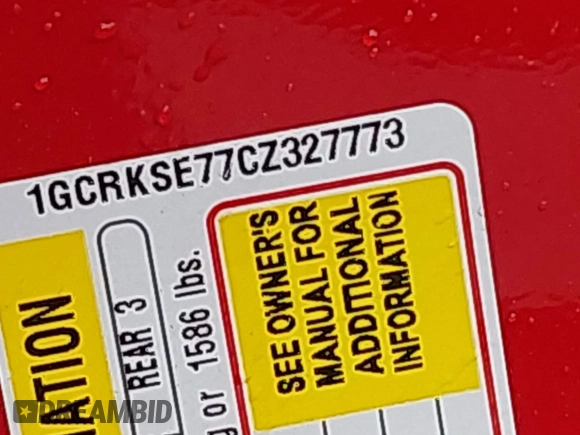 1GCRKSE77CZ327773
SEE OWNER'S
MANUAL FOR
ADDITIONAL
INFORMATION
or 1586 lbs.
REAR 3
DREAMBID